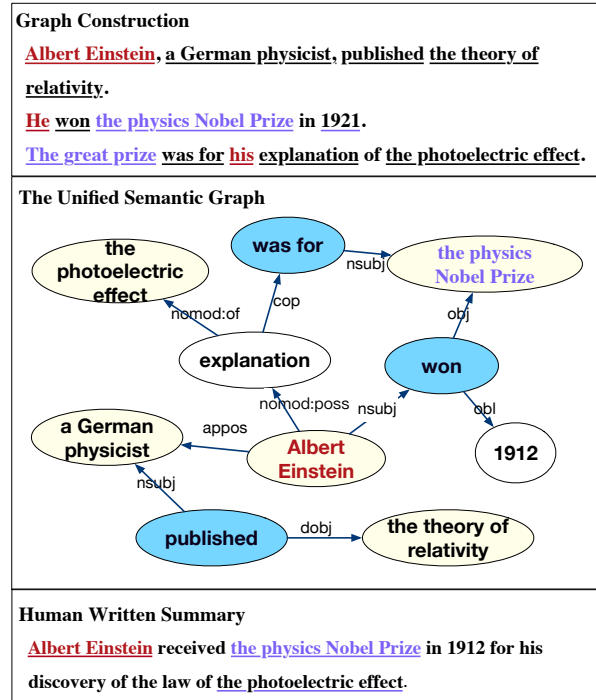 Graph Construction
Albert Einstein, a German physicist, published the theory of
relativity.
He won the physics Nobel Prize in 1921.
The great prize was for his explanation of the photoelectric effect.
The Unified Semantic Graph
the
photoelectric
effect
was for
nsubj
the physics
Nobel Prize
nomod:of
cop
obj
explanation
won
nomod:poss
nsubj
obl
a German
physicist
appos
Albert
Einstein
1912
nsubj
published
dobj
the theory of
relativity
Human Written Summary
Albert Einstein received the physics Nobel Prize in 1912 for his
discovery of the law of the photoelectric effect.